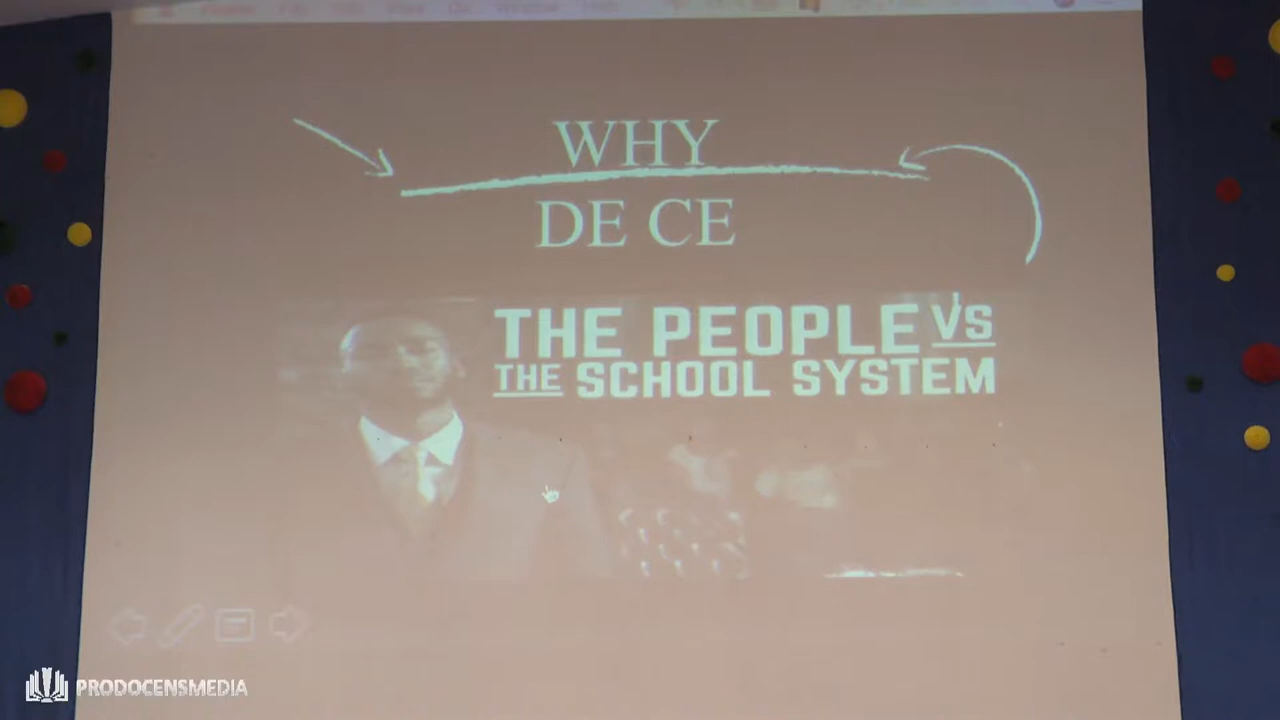 WHY
DE CE
THE PEOPLE VS
THE SCHOOL SYSTEM
PRODOCENSMEDIA